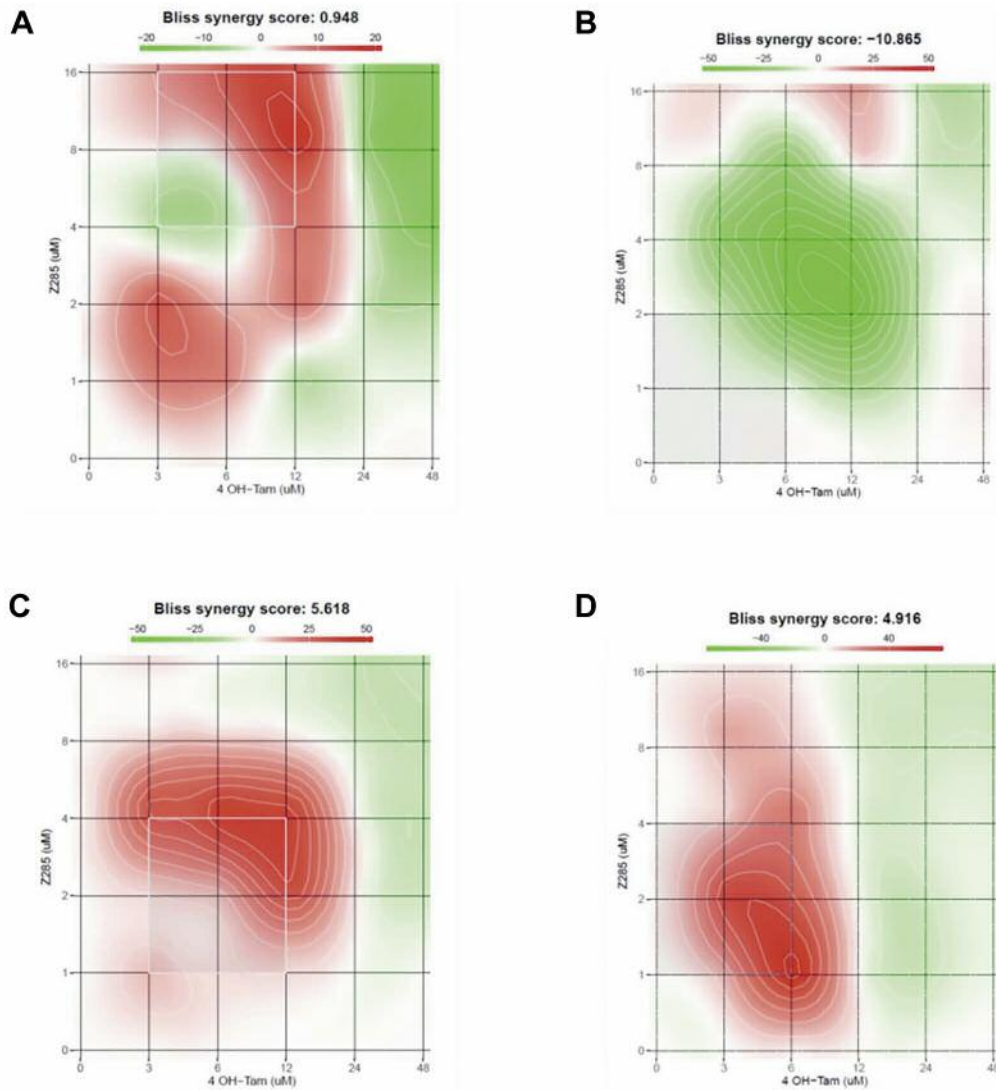 A
Bliss synergy score: 0.948
−20 −10 0 10 20
16
8
4
2
1
0
Z285 (uM)
0 3 6 12 24 48
4 OH−Tam (uM)
B
Bliss synergy score: −10.865
−50 −25 0 25 50
16
8
4
2
1
0
Z285 (uM)
0 3 6 12 24 48
4 OH−Tam (uM)
C
Bliss synergy score: 5.618
−50 −25 0 25 50
16
8
4
2
1
0
Z285 (uM)
0 3 6 12 24 48
4 OH−Tam (uM)
D
Bliss synergy score: 4.916
−40 0 40
16
8
4
2
1
0
Z285 (uM)
0 3 6 12 24 48
4 OH−Tam (uM)